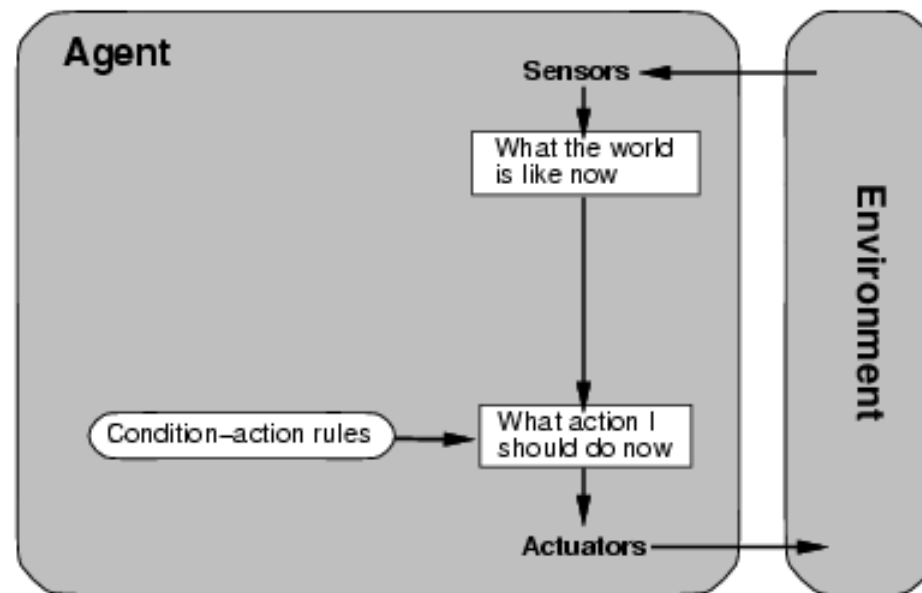 Agent
Sensors
What the world
is like now
Environment
Condition–action rules
What action I
should do now
Actuators